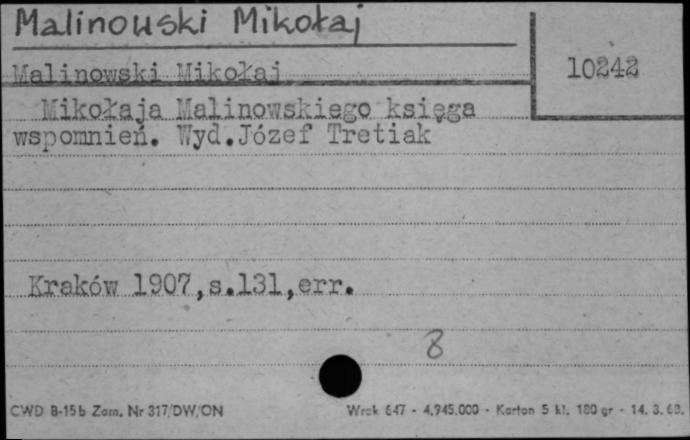 Malinowski Mikołaj
Malinowski Mikołaj
10242
Mikołaja Malinowskiego księga
wspomnień. Wyd.Józef Tretiak
Kraków 1907,s.131,err.
8
CWD B-15b Zam. Nr 317/DW/ON
Wrck 647 - 4.945.000 - Karton 5 kl. 180 gr - 14. 3. 68.